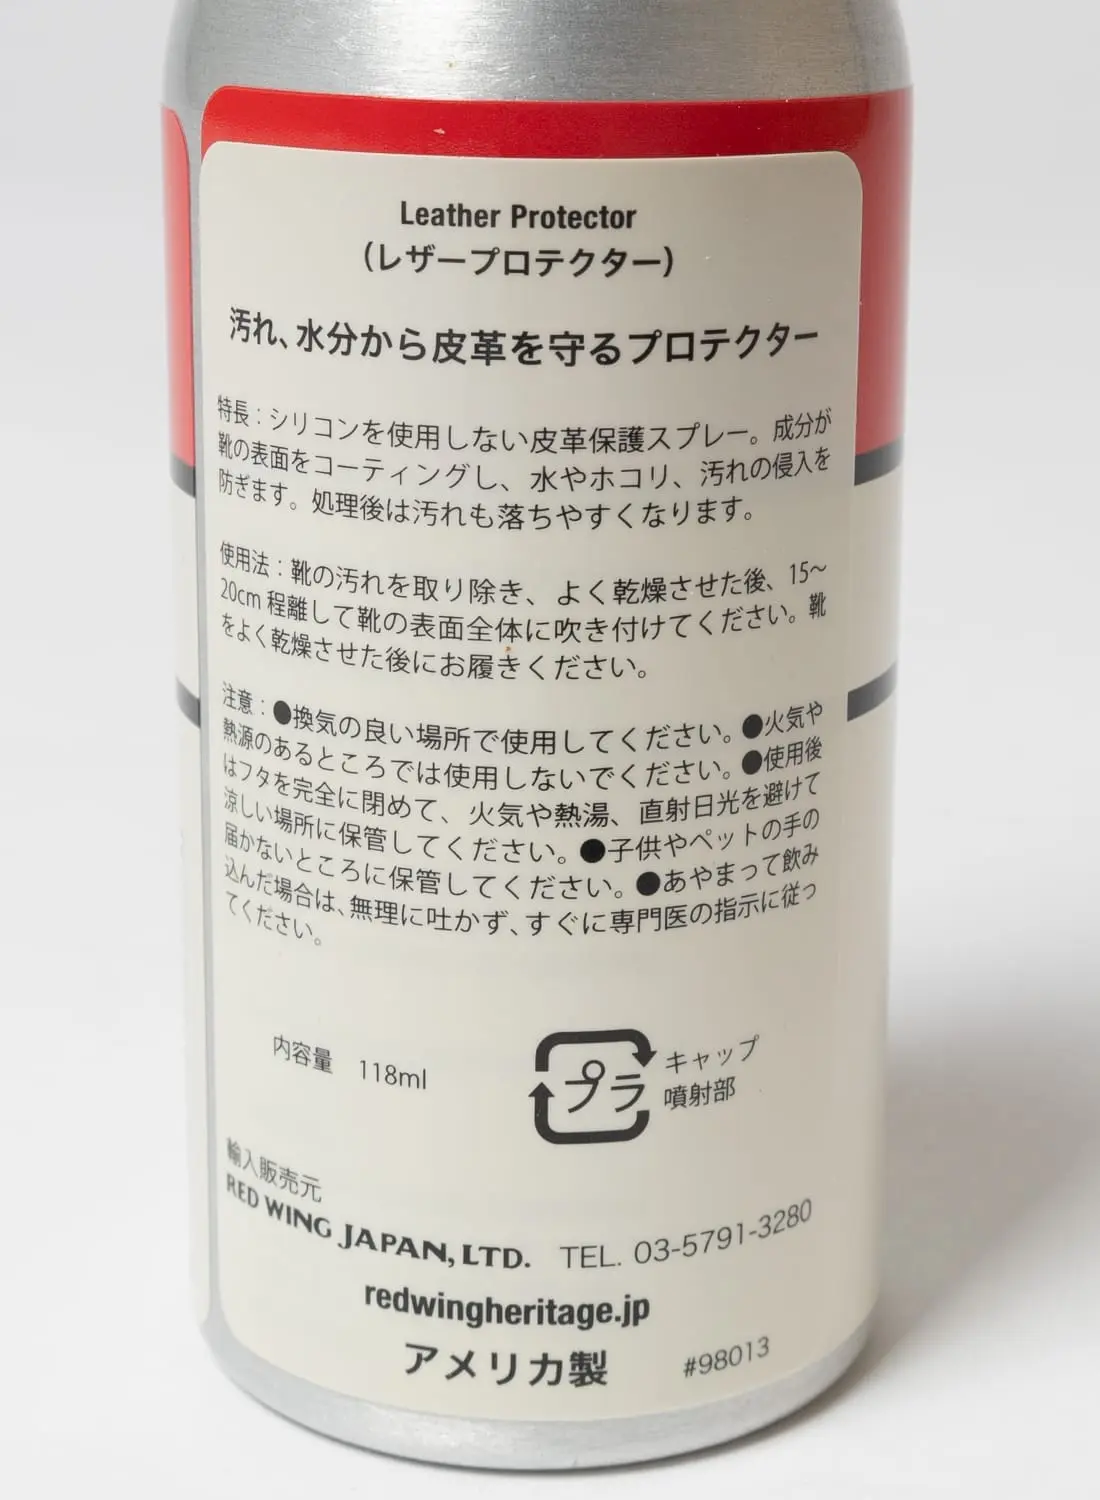 Leather Protector
（レザープロテクター）
汚れ、水分から皮革を守るプロテクター
特長：シリコンを使用しない皮革保護スプレー。成分が
靴の表面をコーティングし、水やホコリ、汚れの侵入を
防ぎます。処理後は汚れも落ちやすくなります。
使用法：靴の汚れを取り除き、よく乾燥させた後、15～
20cm 程離して靴の表面全体に吹き付けてください。靴
をよく乾燥させた後にお履きください。
注意：●換気の良い場所で使用してください。●火気や
熱源のあるところでは使用しないでください。●使用後
はフタを完全に閉めて、火気や熱湯、直射日光を避けて
涼しい場所に保管してください。●子供やペットの手の
届かないところに保管してください。●あやまって飲み
込んだ場合は、無理に吐かず、すぐに専門医の指示に従っ
てください。
内容量　118ml
プラ
キャップ
噴射部
輸入販売元
RED WING JAPAN, LTD. TEL. 03-5791-3280
redwingheritage.jp
アメリカ製 #98013